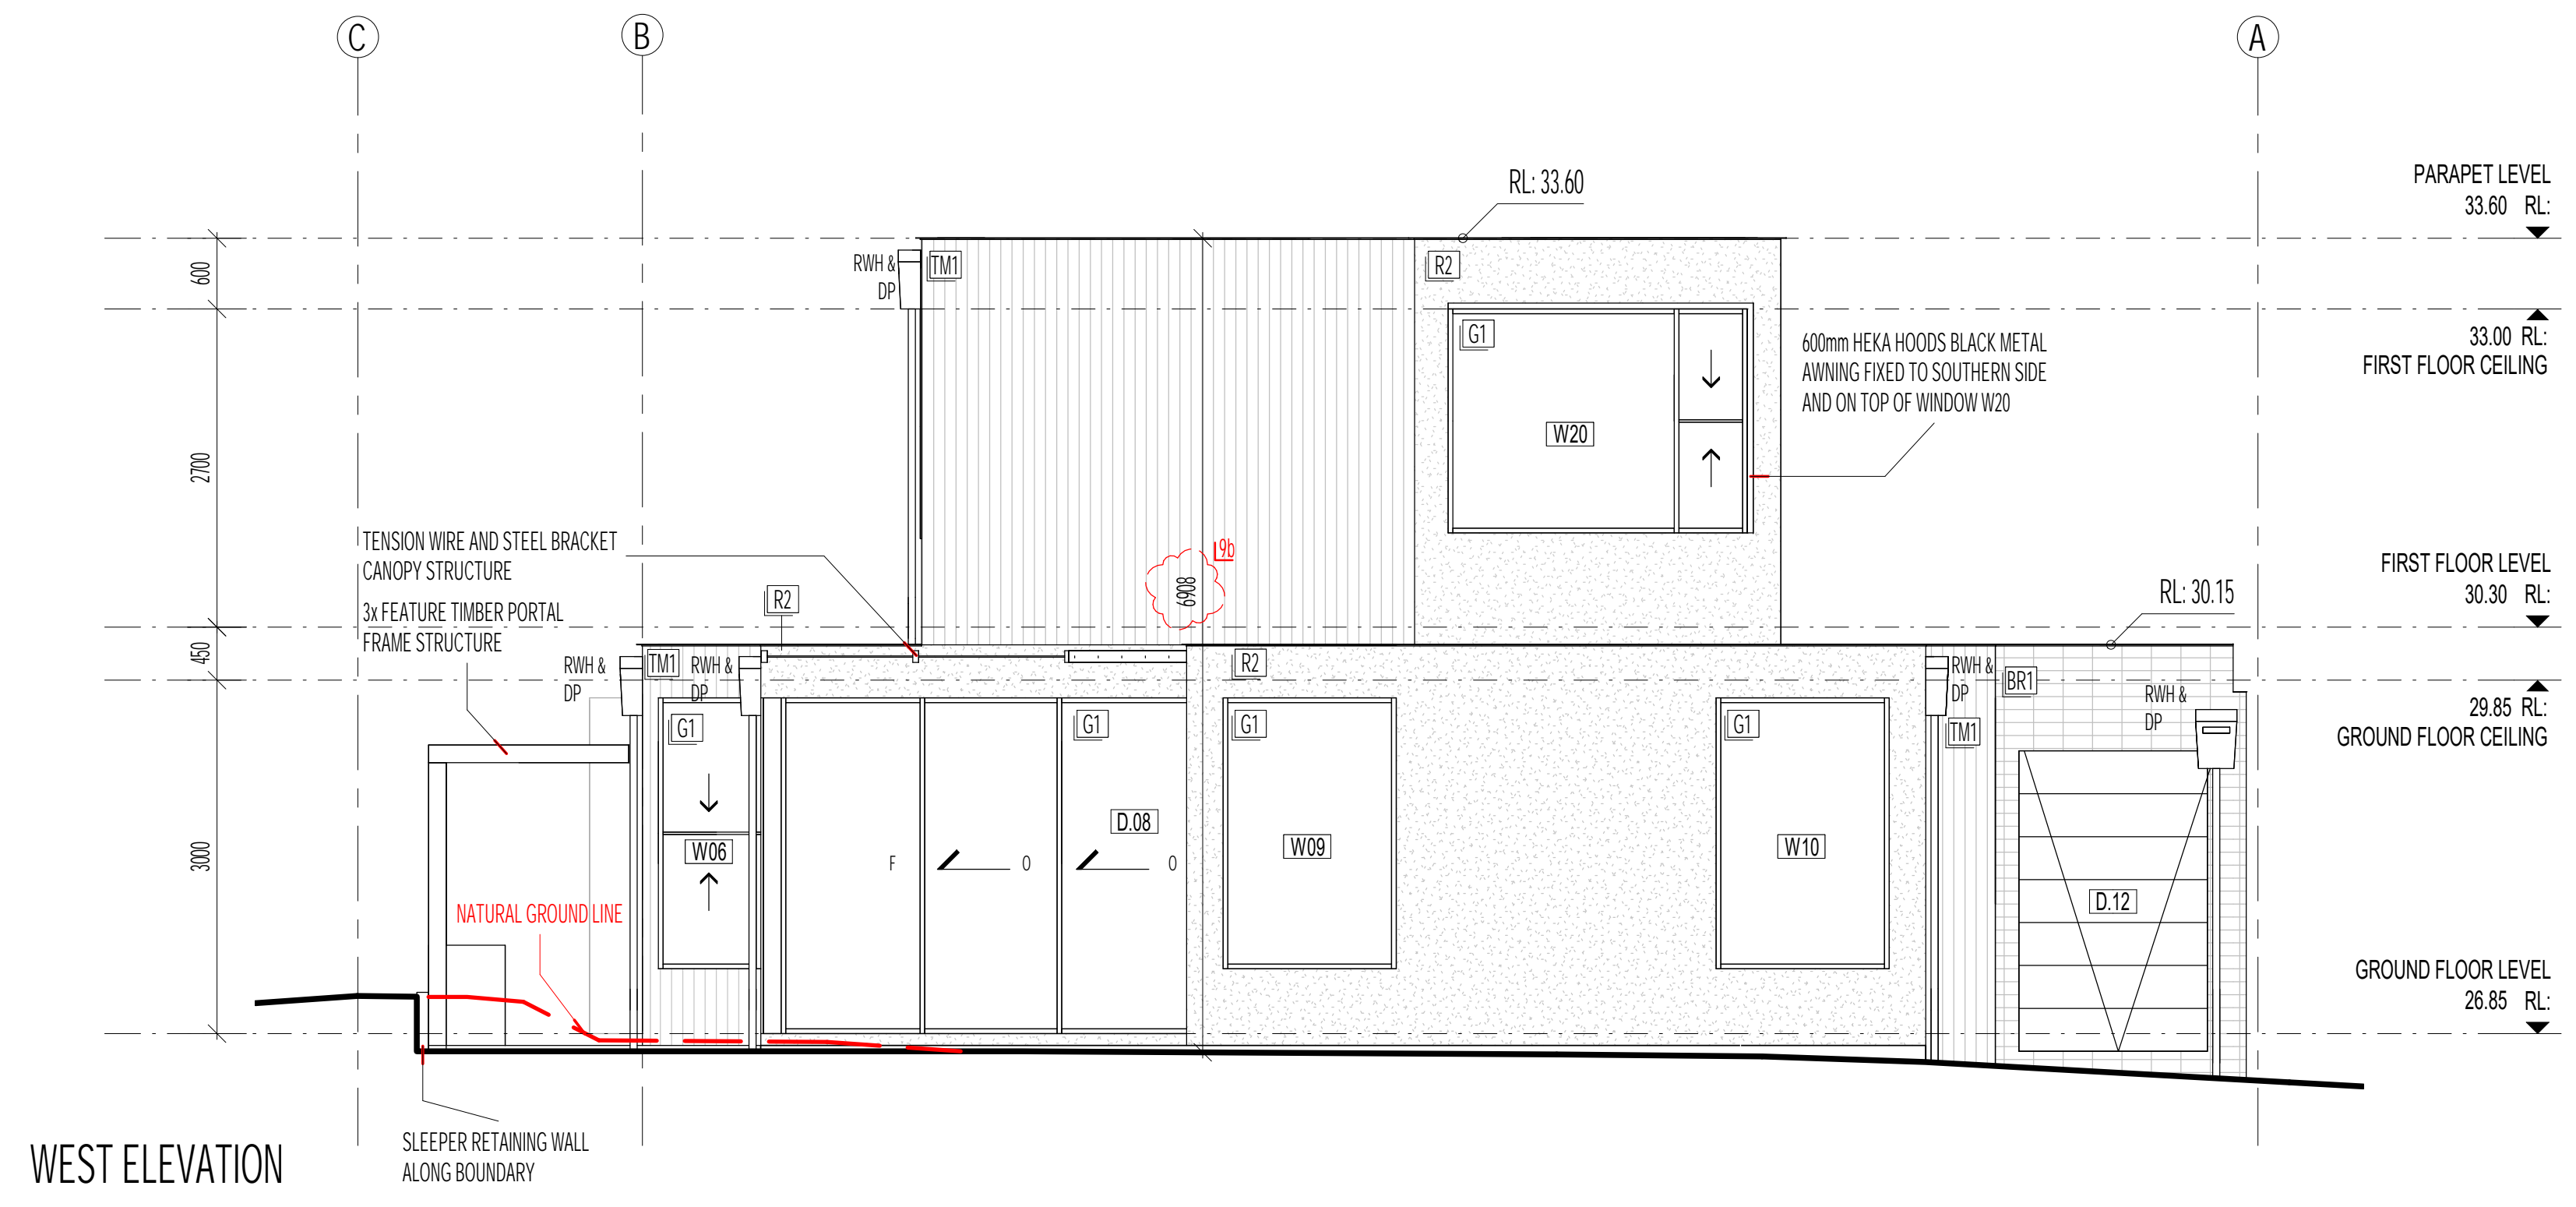 C
B
A
PARAPET LEVEL
33.60 RL:
RL: 33.60
600
RWH &
DP
TM1
R2
G1
33.00 RL:
FIRST FLOOR CEILING
600mm HEKA HOODS BLACK METAL
AWNING FIXED TO SOUTHERN SIDE
AND ON TOP OF WINDOW W20
W20
2700
TENSION WIRE AND STEEL BRACKET
CANOPY STRUCTURE
9b
6908
FIRST FLOOR LEVEL
30.30 RL:
RL: 30.15
R2
3x FEATURE TIMBER PORTAL
FRAME STRUCTURE
450
RWH &
DP
TM1
RWH &
DP
R2
RWH &
DP
BR1
RWH &
DP
29.85 RL:
GROUND FLOOR CEILING
G1
G1
G1
G1
TM1
D.08
W06
W09
W10
3000
F
O
O
D.12
NATURAL GROUND LINE
GROUND FLOOR LEVEL
26.85 RL:
SLEEPER RETAINING WALL
ALONG BOUNDARY
WEST ELEVATION